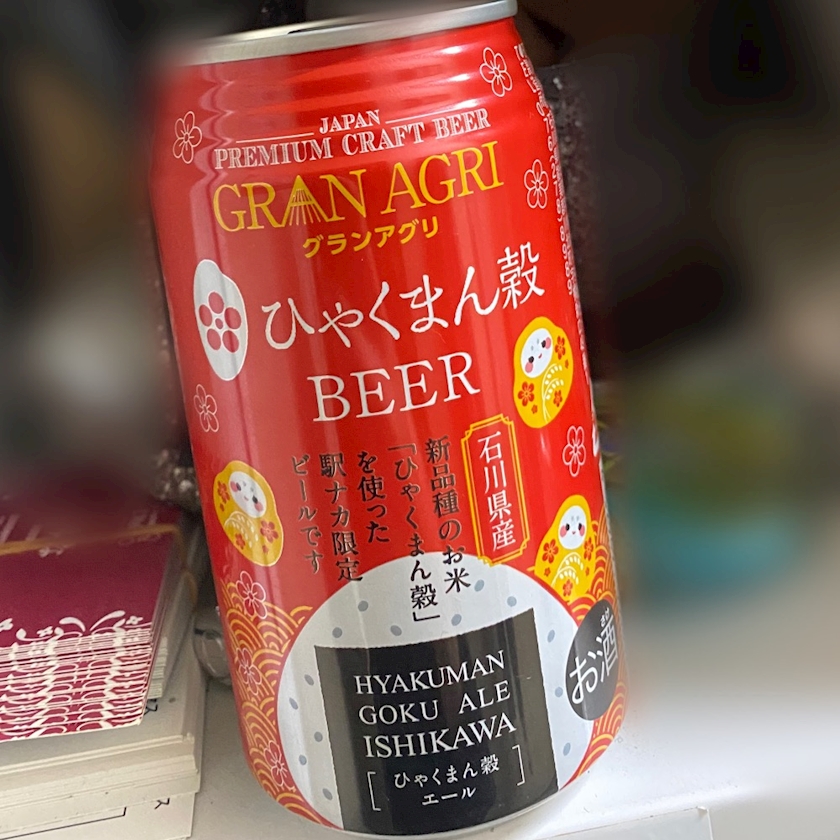 JAPAN
PREMIUM CRAFT BEER
GRAN AGRI
グランアグリ
ひゃくまん穀
BEER
石川県産
新品種のお米
「ひゃくまん穀」
を使った
駅ナカ限定
ビールです
お酒
HYAKUMAN
GOKU ALE
ISHIKAWA
[ひゃくまん穀
エール]